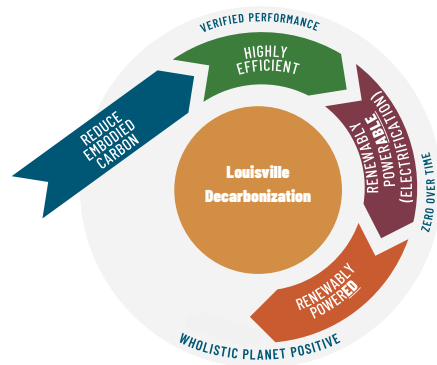 VERIFIED PERFORMANCE
HIGHLY
EFFICIENT
REDUCE
EMBODIED
CARBON
RENEWABLY
POWERABLE
(ELECTRIFICATION)
Louisville
Decarbonization
ZERO OVER TIME
RENEWABLY
POWERED
WHOLISTIC PLANET POSITIVE